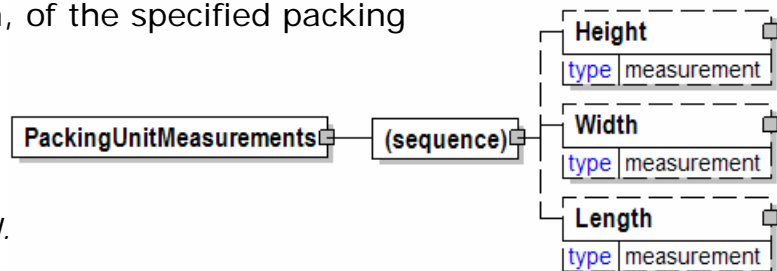 , of the specified packing
Height
type measurement
PackingUnitMeasurements
(sequence)
Width
type measurement
Length
type measurement